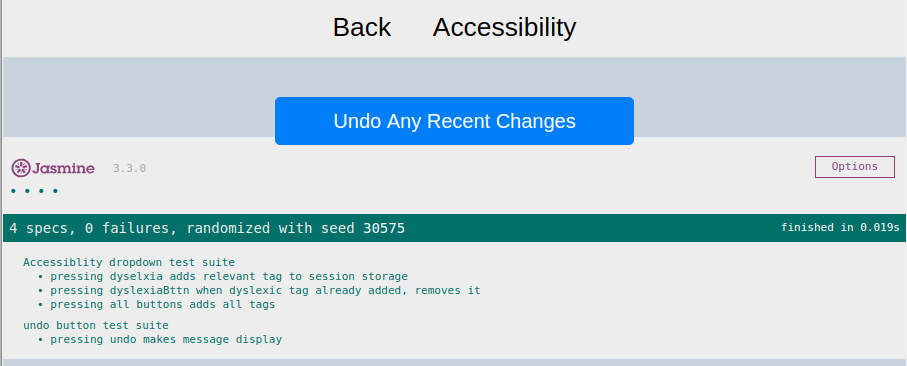 Back Accessibility
Undo Any Recent Changes
Jasmine 3.3.0 Options
• • • •
4 specs, 0 failures, randomized with seed 30575 finished in 0.019s
Accessiblity dropdown test suite
• pressing dyselxia adds relevant tag to session storage
• pressing dyslexiaBttn when dyslexic tag already added, removes it
• pressing all buttons adds all tags
undo button test suite
• pressing undo makes message display